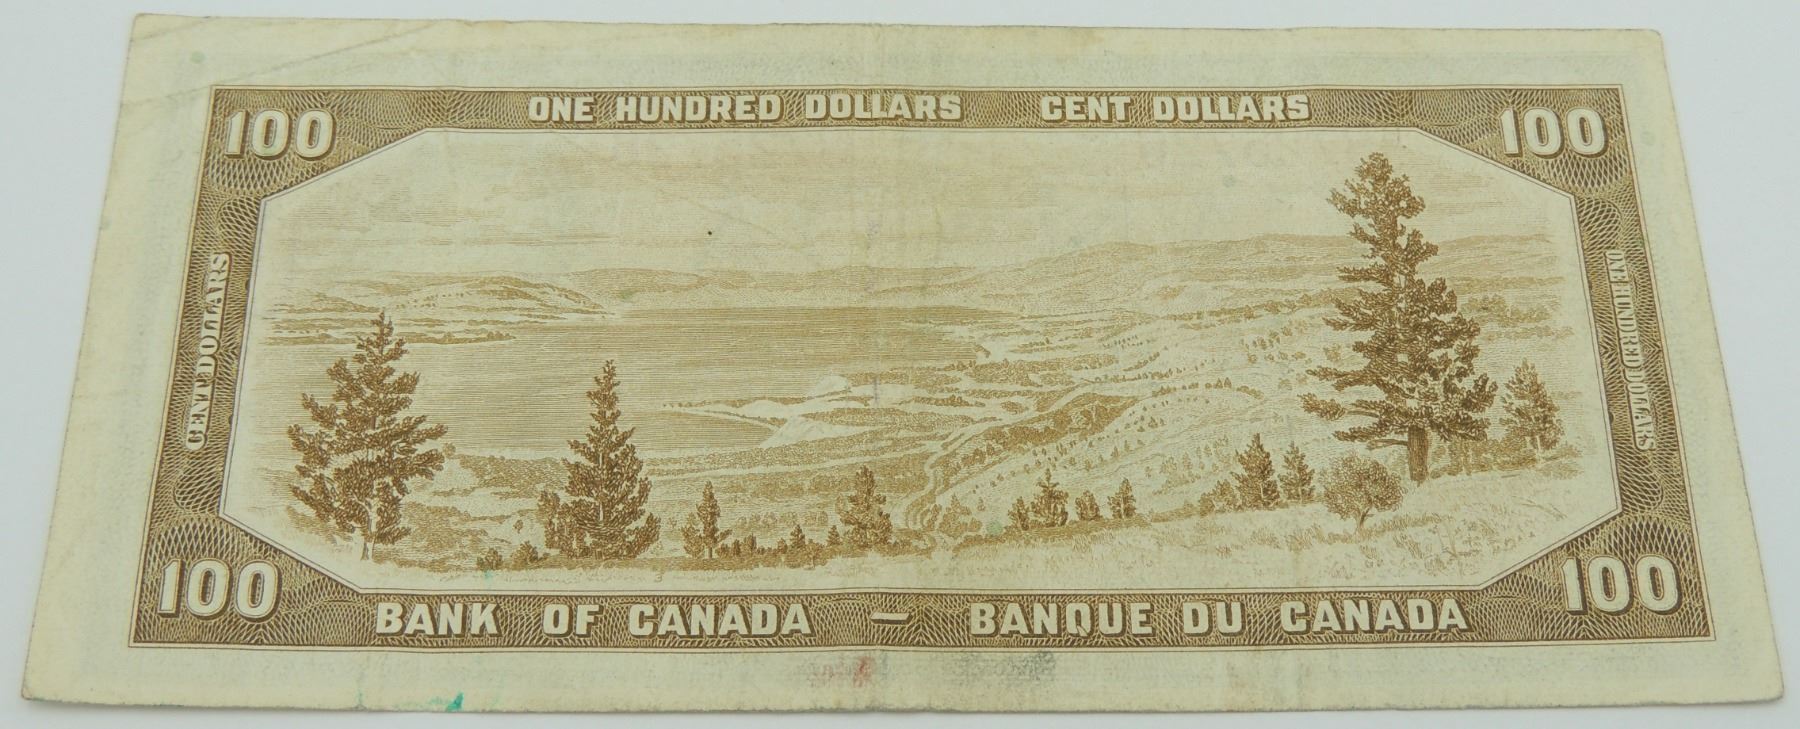 ONE HUNDRED DOLLARS CENT DOLLARS
100
100
CENT DOLLARS
ONE HUNDRED DOLLARS
100
100
BANK OF CANADA — BANQUE DU CANADA